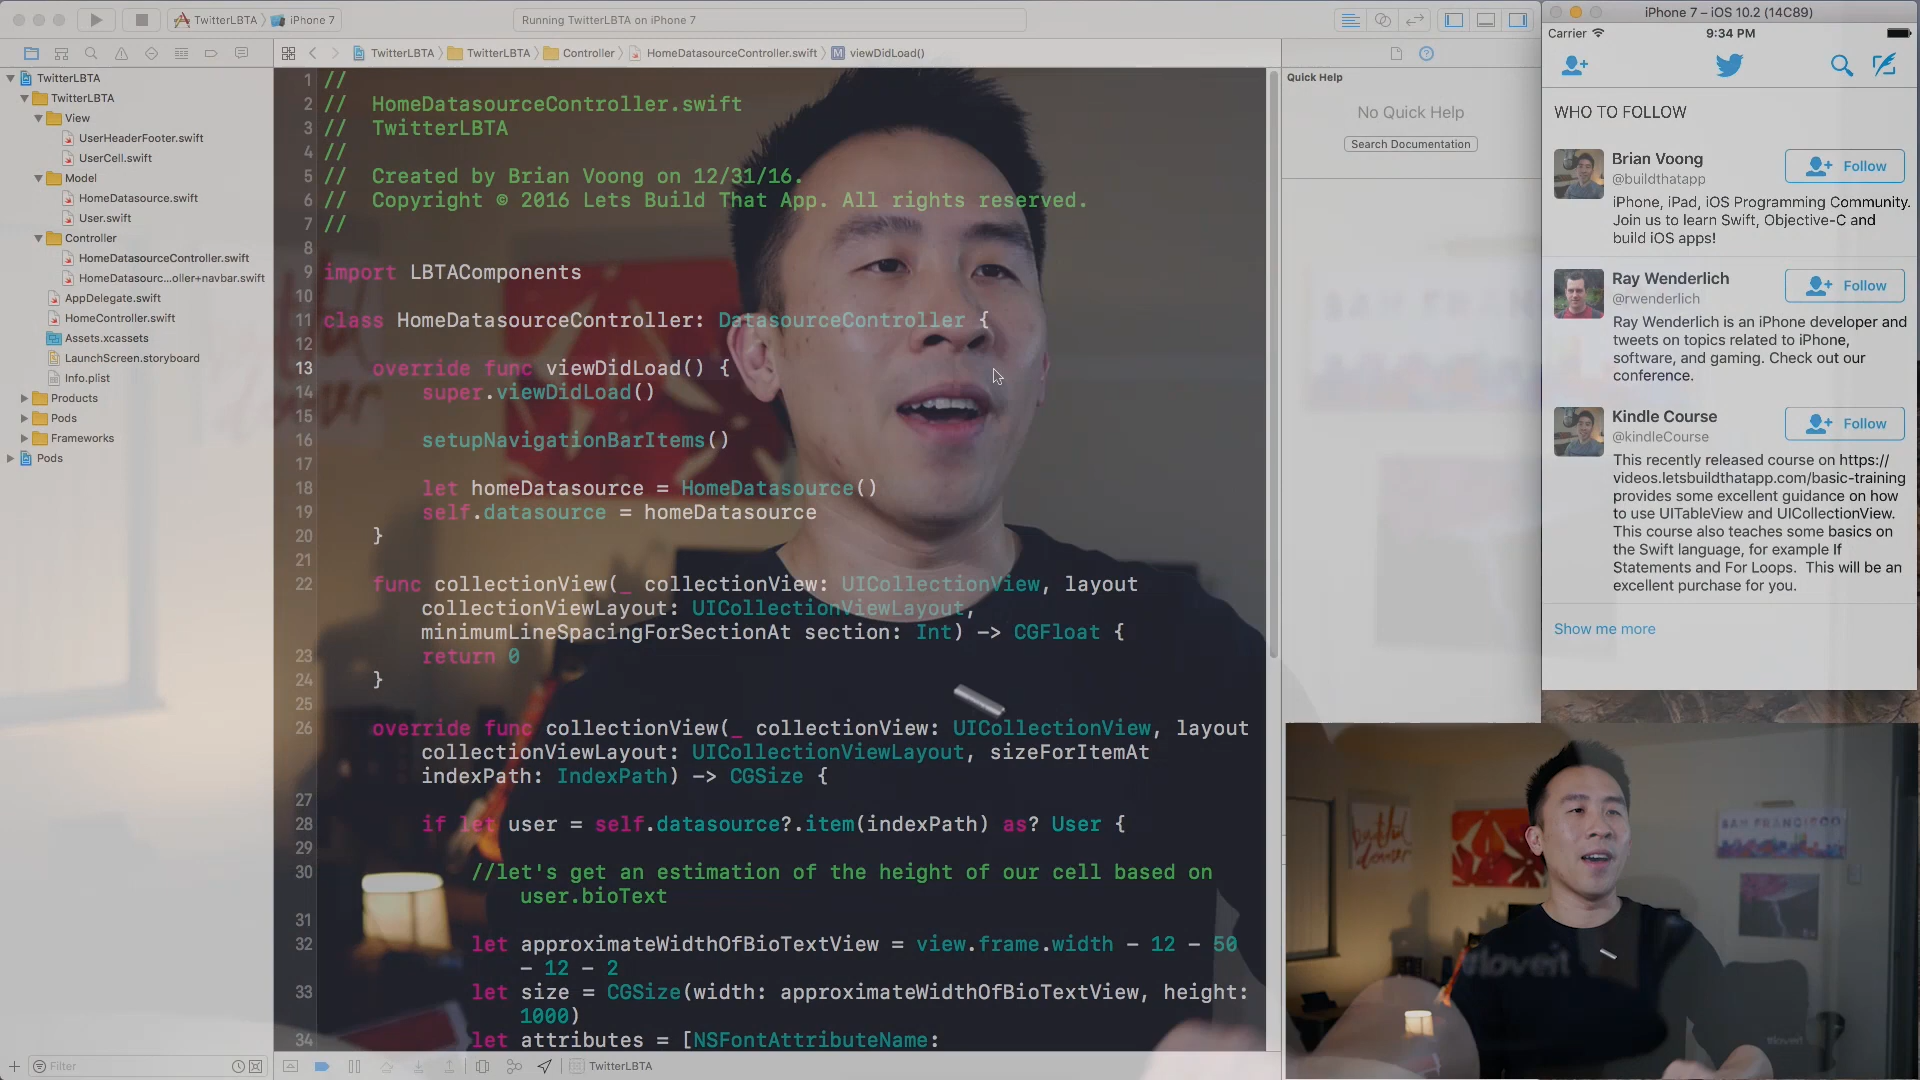 TwitterLBTA
iPhone 7
Running TwitterLBTA on iPhone 7
TwitterLBTA
TwitterLBTA
Controller
HomeDatasourceController.swift
M
viewDidLoad()
TwitterLBTA
TwitterLBTA
View
UserHeaderFooter.swift
UserCell.swift
Model
HomeDatasource.swift
User.swift
Controller
HomeDatasourceController.swift
HomeDatasourc...oller+navbar.swift
AppDelegate.swift
HomeController.swift
Assets.xcassets
LaunchScreen.storyboard
Info.plist
Products
Pods
Frameworks
Pods
Filter
1 //
2 //  HomeDatasourceController.swift
3 //  TwitterLBTA
4 //
5 //  Created by Brian Voong on 12/31/16.
6 //  Copyright © 2016 Lets Build That App. All rights reserved.
7 //
8
9 import LBTAComponents
10
11 class HomeDatasourceController: DatasourceController {
12
13     override func viewDidLoad() {
14         super.viewDidLoad()
15
16         setupNavigationBarItems()
17
18         let homeDatasource = HomeDatasource()
19         self.datasource = homeDatasource
20     }
21
22     func collectionView(_ collectionView: UICollectionView, layout
collectionViewLayout: UICollectionViewLayout,
minimumLineSpacingForSectionAt section: Int) -> CGFloat {
23         return 0
24     }
25
26     override func collectionView(_ collectionView: UICollectionView, layout
collectionViewLayout: UICollectionViewLayout, sizeForItemAt
indexPath: IndexPath) -> CGSize {
27
28         if let user = self.datasource?.item(indexPath) as? User {
29
30             //let's get an estimation of the height of our cell based on
user.bioText
31
32             let approximateWidthOfBioTextView = view.frame.width - 12 - 50
- 12 - 2
33             let size = CGSize(width: approximateWidthOfBioTextView, height:
1000)
34             let attributes = [NSFontAttributeName:
TwitterLBTA
Quick Help
No Quick Help
Search Documentation
iPhone 7 – iOS 10.2 (14C89)
Carrier
9:34 PM
WHO TO FOLLOW
Brian Voong
@buildthatapp
Follow
iPhone, iPad, iOS Programming Community.
Join us to learn Swift, Objective-C and
build iOS apps!
Ray Wenderlich
@rwenderlich
Follow
Ray Wenderlich is an iPhone developer and
tweets on topics related to iPhone,
software, and gaming. Check out our
conference.
Kindle Course
@kindleCourse
Follow
This recently released course on https://
videos.letsbuildthatapp.com/basic-training
provides some excellent guidance on how
to use UITableView and UICollectionView.
This course also teaches some basics on
the Swift language, for example If
Statements and For Loops.  This will be an
excellent purchase for you.
Show me more
beautiful
SAN FRANCISCO
#loveit
#loveit